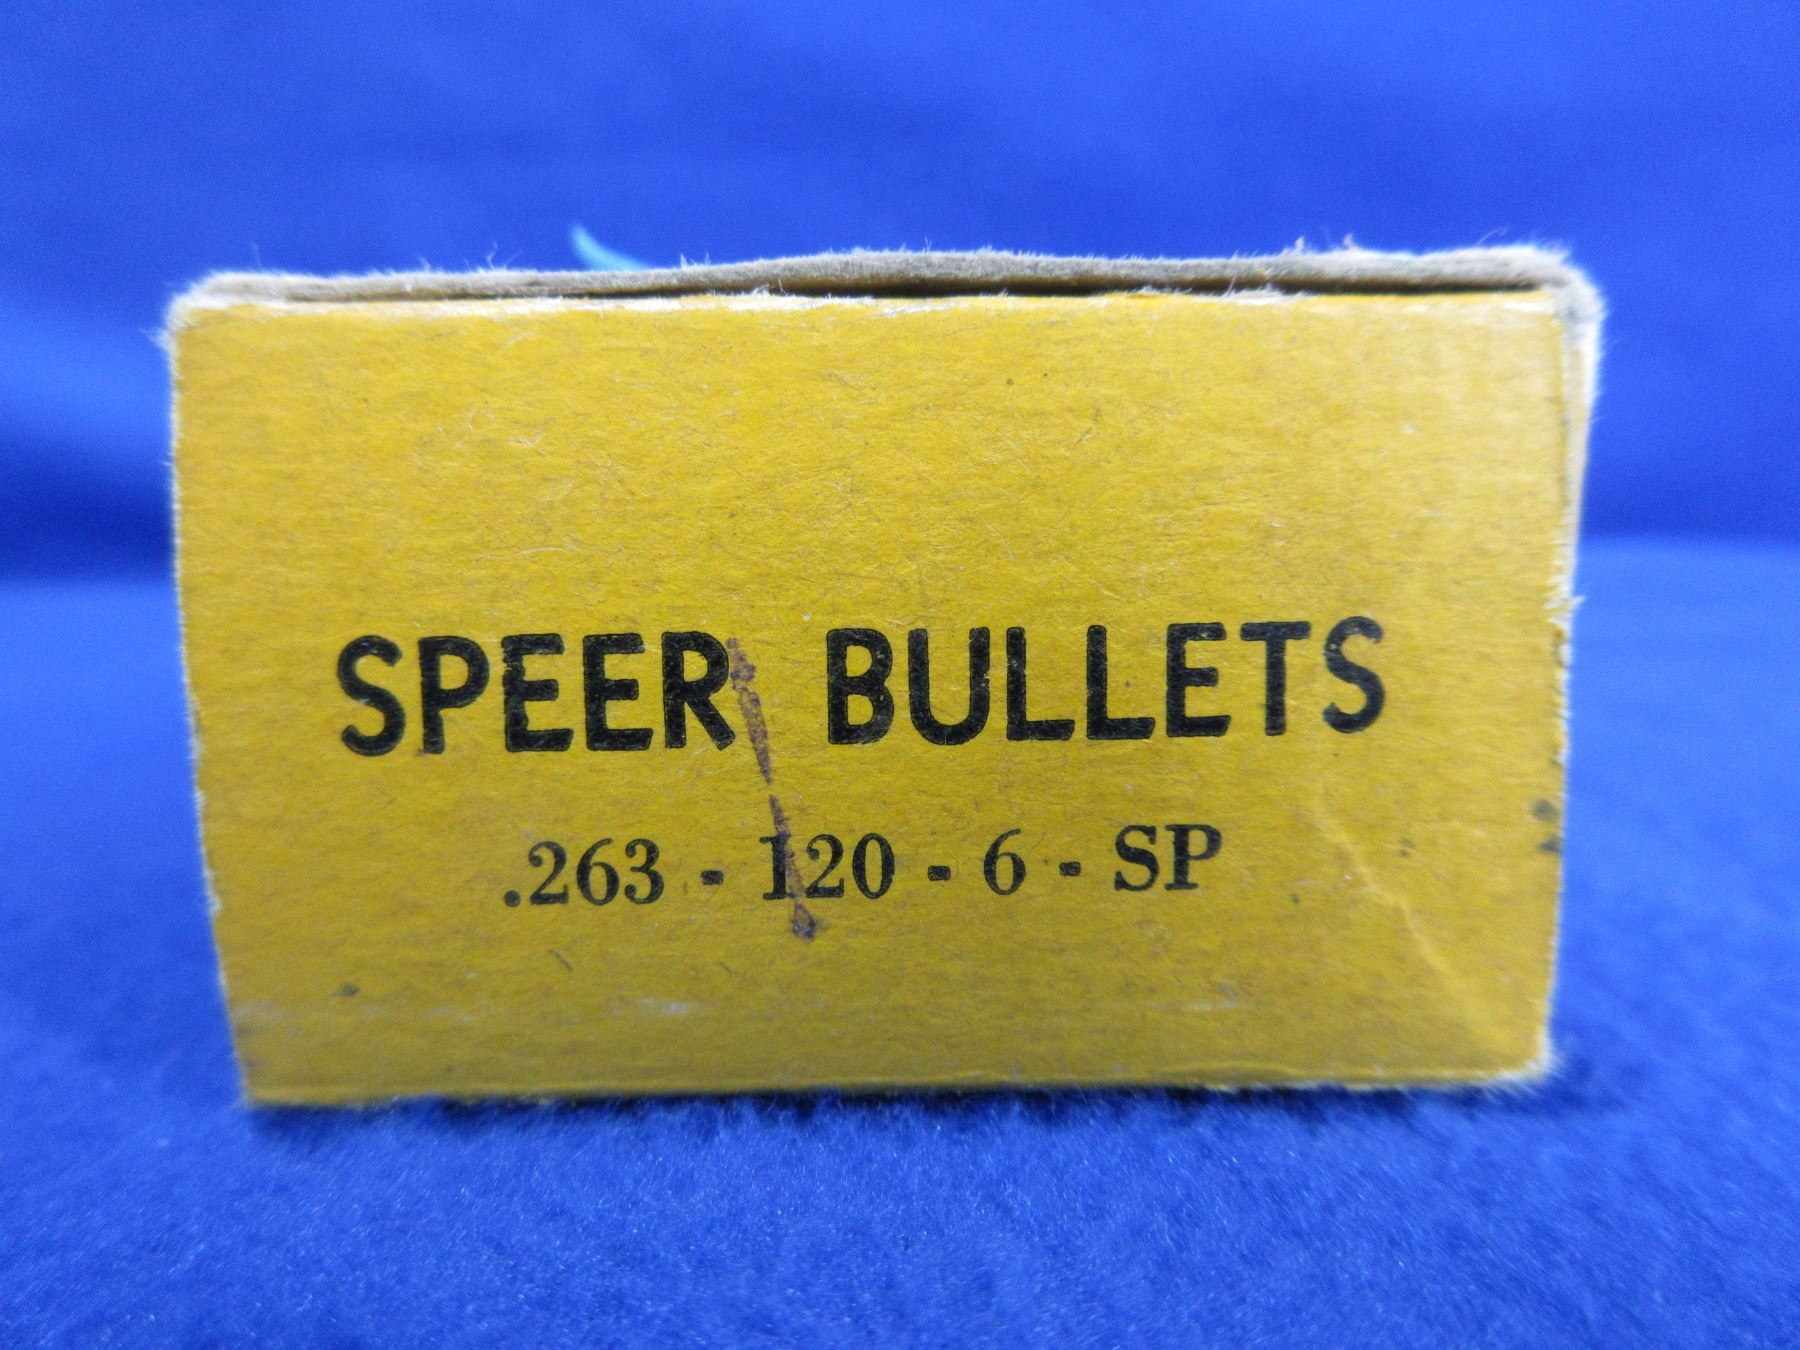 SPEER BULLETS
.263 - 120 - 6 - SP